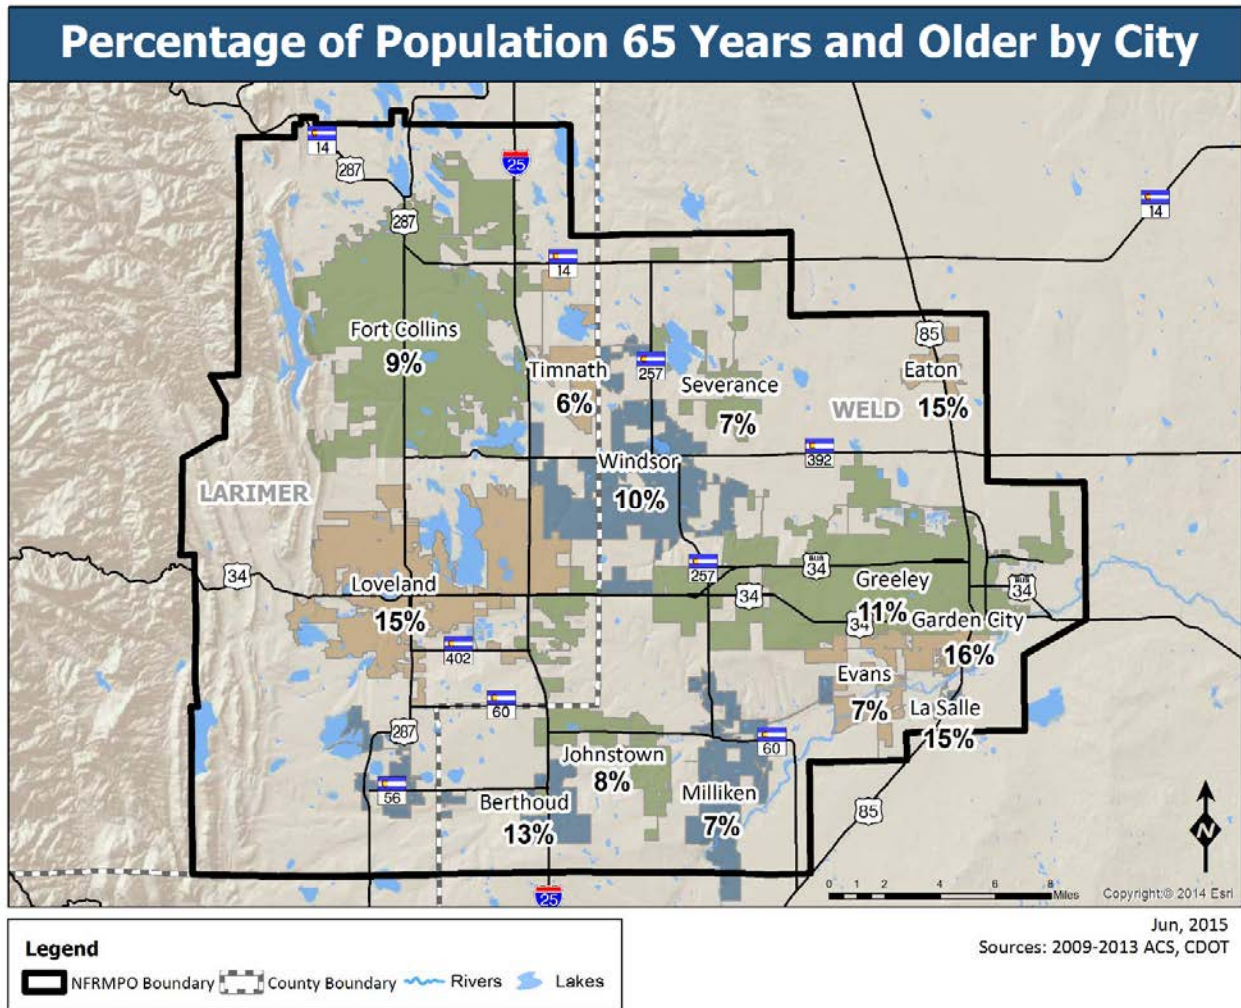 Percentage of Population 65 Years and Older by City
14
287
25
287
14
14
Fort Collins
9%
Timnath
6%
257
Severance
7%
85
Eaton
15%
WELD
392
LARIMER
Windsor
10%
34
Loveland
15%
402
257
BUS
34
34
Greeley
11%
BUS
34
34
Garden City
16%
Evans
7%
La Salle
15%
60
287
Johnstown
8%
60
56
Berthoud
13%
Milliken
7%
85
25
N
0 2 4 6 8
Miles
Copyright:© 2014 Esri
Jun, 2015
Sources: 2009-2013 ACS, CDOT
Legend
NFRMPO Boundary County Boundary Rivers Lakes